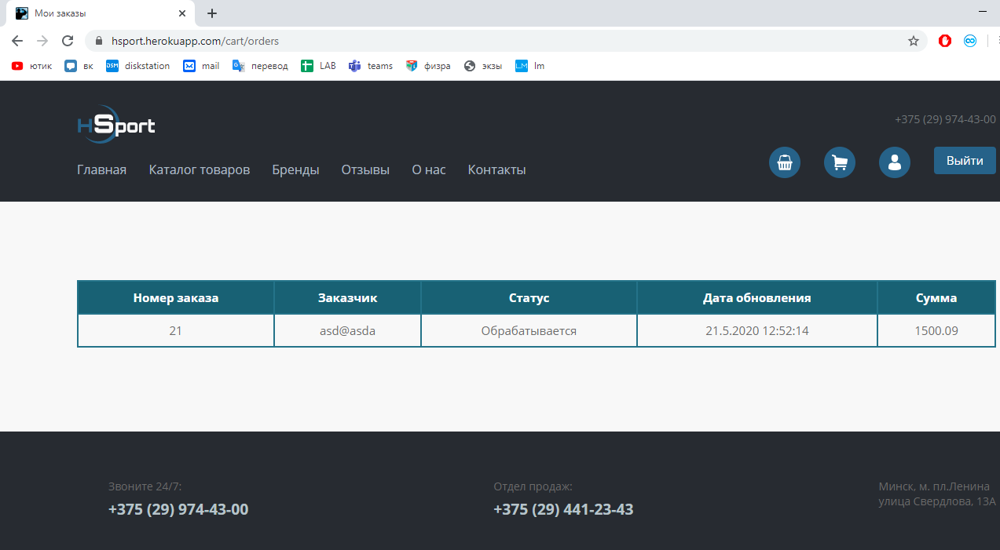 Мои заказы
hsport.herokuapp.com/cart/orders
ютик вк DSM diskstation mail перевод LAB teams физра экзы LM lm
HSport
+375 (29) 974-43-00
Главная Каталог товаров Бренды Отзывы О нас Контакты Выйти
Номер заказа Заказчик Статус Дата обновления Сумма
21 asd@asda Обрабатывается 21.5.2020 12:52:14 1500.09
Звоните 24/7: Отдел продаж: Минск, м. пл.Ленина
+375 (29) 974-43-00 +375 (29) 441-23-43 улица Свердлова, 13А